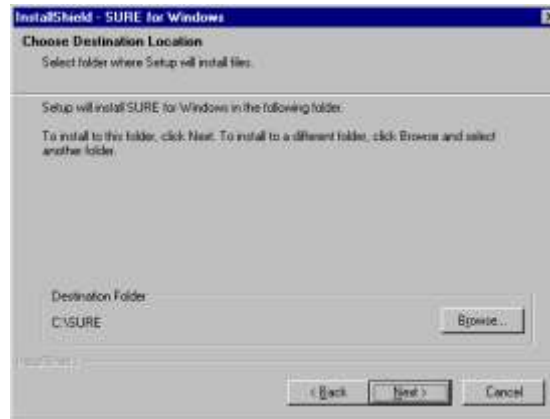 InstallShield - SURE for Windows
Choose Destination Location
Select folder where Setup will install files.
Setup will install SURE for Windows in the following folder.
To install to this folder, click Next. To install to a different folder, click Browse and select
another folder.
Destination Folder
C:\SURE
Browse...
InstallShield
< Back
Next >
Cancel